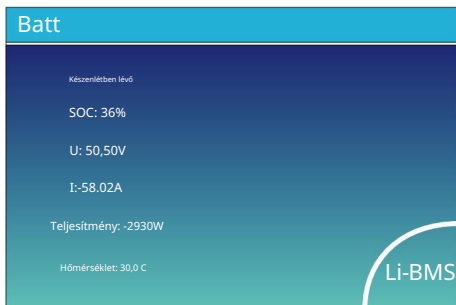 Batt
Készenlétben lévő
SOC: 36%
U: 50,50V
I:-58.02A
Teljesítmény: -2930W
Hőmérséklet: 30,0 C
Li-BMS